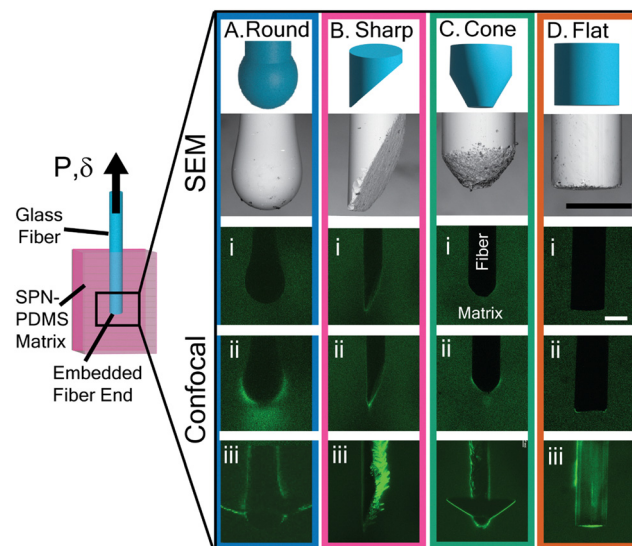 A. Round
B. Sharp
C. Cone
D. Flat
SEM
P,δ
Glass
Fiber
SPN-
PDMS
Matrix
Embedded
Fiber End
Confocal
i
i
i
Fiber
Matrix
i
ii
ii
ii
ii
iii
iii
iii
iii